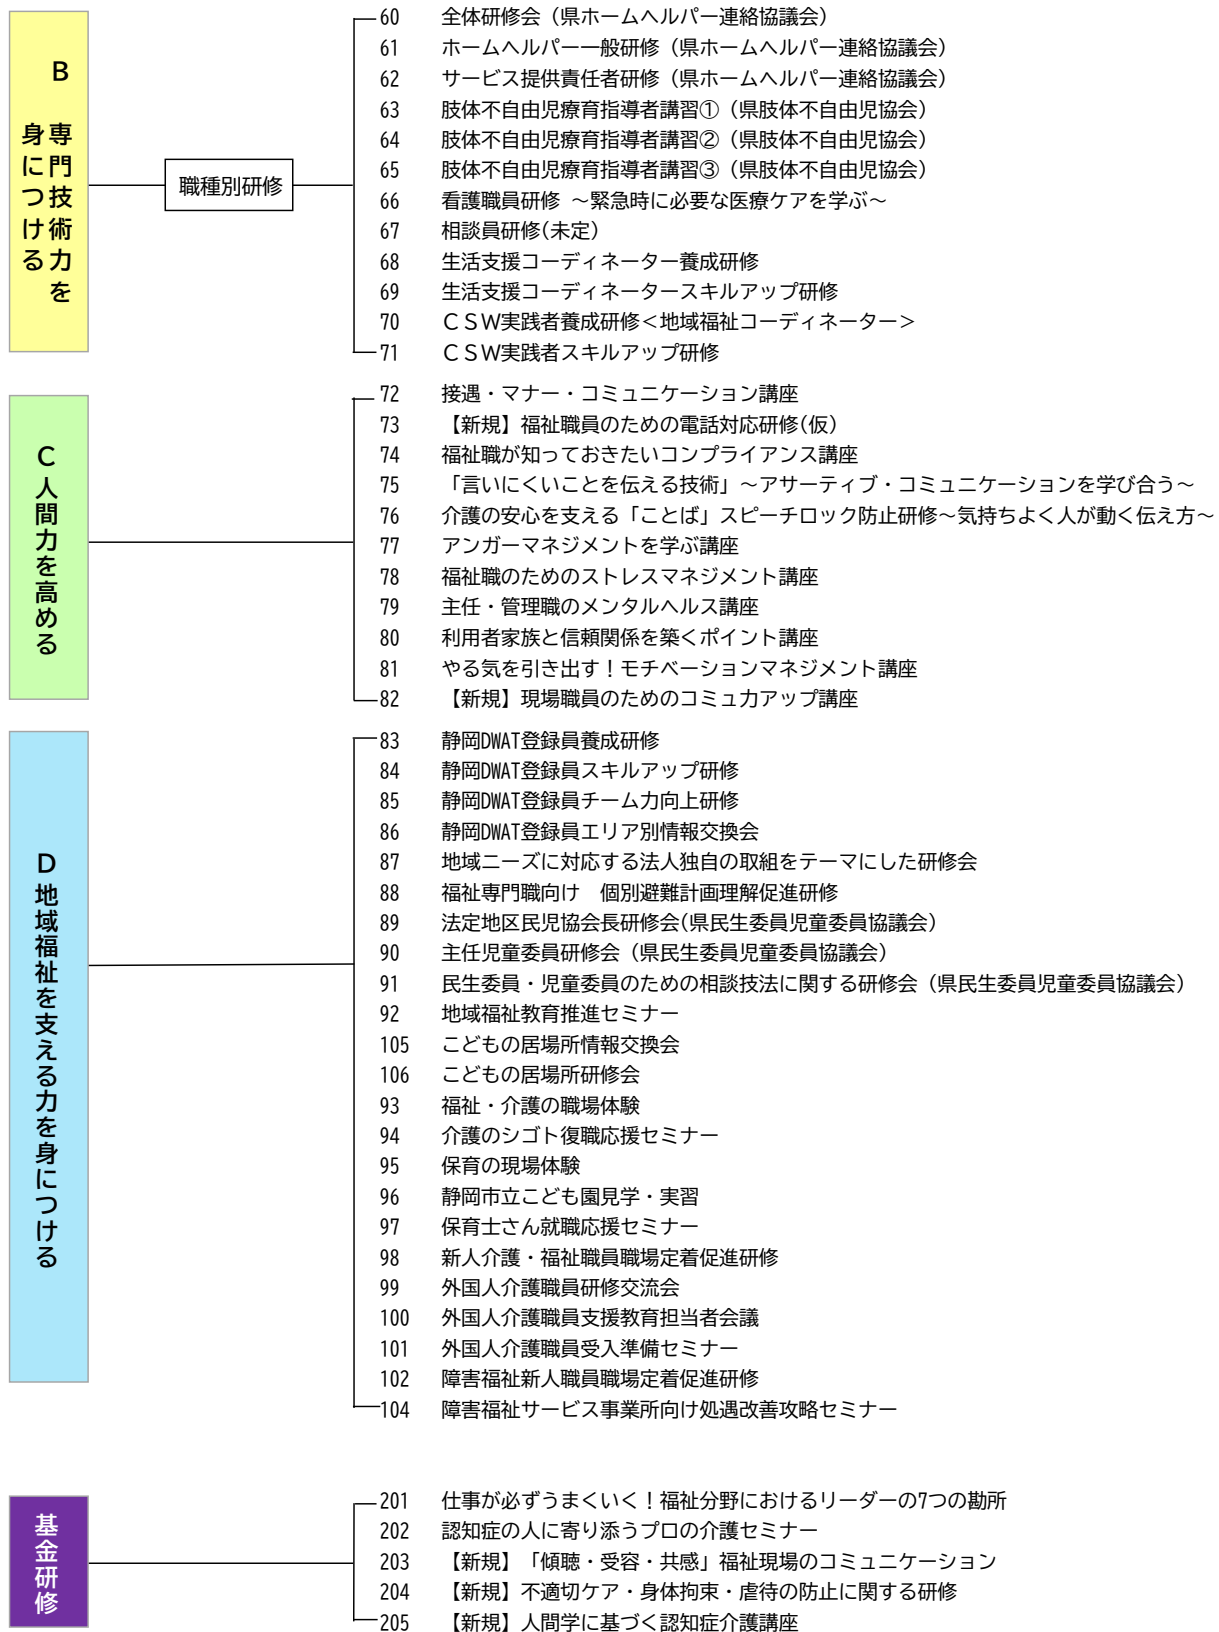 B 専門技術力を身につける
職種別研修
60 全体研修会（県ホームヘルパー連絡協議会）
61 ホームヘルパー一般研修（県ホームヘルパー連絡協議会）
62 サービス提供責任者研修（県ホームヘルパー連絡協議会）
63 肢体不自由児療育指導者講習①（県肢体不自由児協会）
64 肢体不自由児療育指導者講習②（県肢体不自由児協会）
65 肢体不自由児療育指導者講習③（県肢体不自由児協会）
66 看護職員研修 ～緊急時に必要な医療ケアを学ぶ～
67 相談員研修(未定)
68 生活支援コーディネーター養成研修
69 生活支援コーディネータースキルアップ研修
70 ＣＳＷ実践者養成研修＜地域福祉コーディネーター＞
71 ＣＳＷ実践者スキルアップ研修
C 人間力を高める
72 接遇・マナー・コミュニケーション講座
73 【新規】福祉職員のための電話対応研修(仮)
74 福祉職が知っておきたいコンプライアンス講座
75 「言いにくいことを伝える技術」～アサーティブ・コミュニケーションを学び合う～
76 介護の安心を支える「ことば」スピーチロック防止研修～気持ちよく人が動く伝え方～
77 アンガーマネジメントを学ぶ講座
78 福祉職のためのストレスマネジメント講座
79 主任・管理職のメンタルヘルス講座
80 利用者家族と信頼関係を築くポイント講座
81 やる気を引き出す！モチベーションマネジメント講座
82 【新規】現場職員のためのコミュ力アップ講座
D 地域福祉を支える力を身につける
83 静岡DWAT登録員養成研修
84 静岡DWAT登録員スキルアップ研修
85 静岡DWAT登録員チーム力向上研修
86 静岡DWAT登録員エリア別情報交換会
87 地域ニーズに対応する法人独自の取組をテーマにした研修会
88 福祉専門職向け　個別避難計画理解促進研修
89 法定地区民児協会長研修会(県民生委員児童委員協議会)
90 主任児童委員研修会（県民生委員児童委員協議会）
91 民生委員・児童委員のための相談技法に関する研修会（県民生委員児童委員協議会）
92 地域福祉教育推進セミナー
105 こどもの居場所情報交換会
106 こどもの居場所研修会
93 福祉・介護の職場体験
94 介護のシゴト復職応援セミナー
95 保育の現場体験
96 静岡市立こども園見学・実習
97 保育士さん就職応援セミナー
98 新人介護・福祉職員職場定着促進研修
99 外国人介護職員研修交流会
100 外国人介護職員支援教育担当者会議
101 外国人介護職員受入準備セミナー
102 障害福祉新人職員職場定着促進研修
104 障害福祉サービス事業所向け処遇改善攻略セミナー
基金研修
201 仕事が必ずうまくいく！福祉分野におけるリーダーの7つの勘所
202 認知症の人に寄り添うプロの介護セミナー
203 【新規】「傾聴・受容・共感」福祉現場のコミュニケーション
204 【新規】不適切ケア・身体拘束・虐待の防止に関する研修
205 【新規】人間学に基づく認知症介護講座